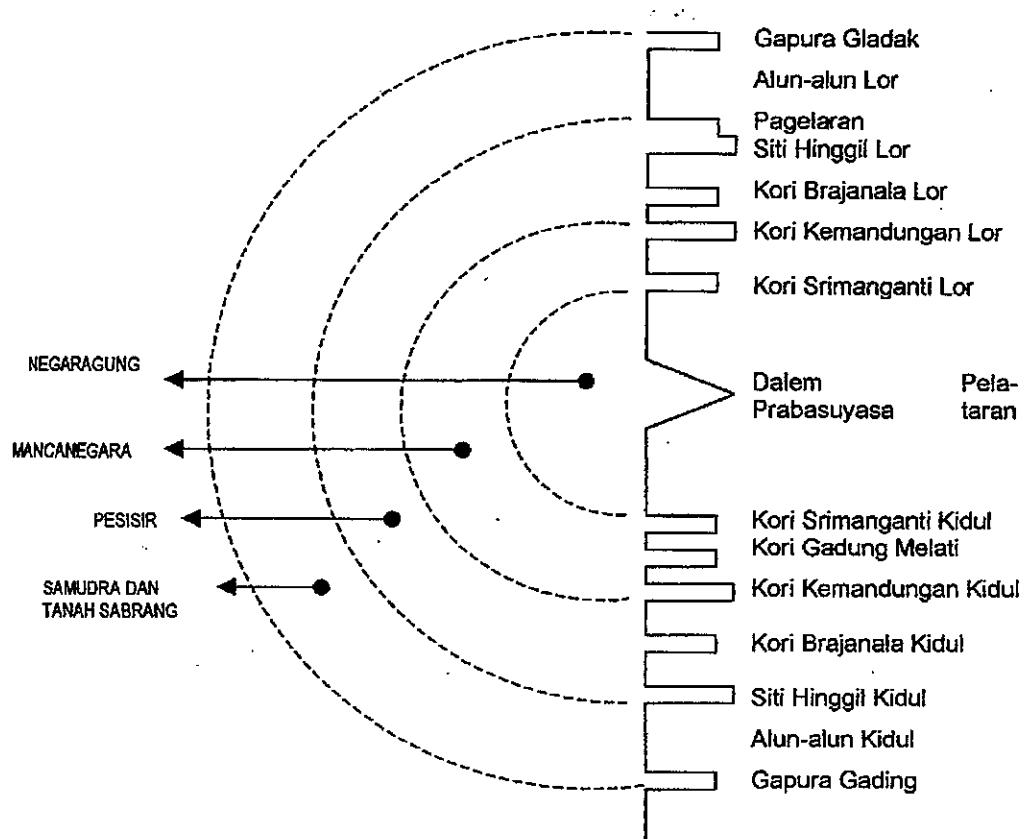 Gapura Gladak
Alun-alun Lor
Pagelaran
Siti Hinggil Lor
Kori Brajanala Lor
Kori Kemandungan Lor
Kori Srimanganti Lor
NEGARAGUNG
Dalem Pela-
Prabasuyasa taran
MANCANEGARA
PESISIR
Kori Srimanganti Kidul
Kori Gadung Melati
SAMUDRA DAN
TANAH SABRANG
Kori Kemandungan Kidul
Kori Brajanala Kidul
Siti Hinggil Kidul
Alun-alun Kidul
Gapura Gading